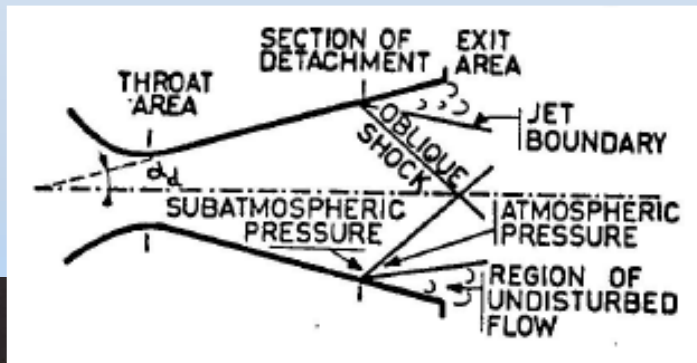 SECTION OF
DETACHMENT
EXIT
AREA
THROAT
AREA
JET
BOUNDARY
OBLIQUE
SHOCK
αd
SUBATMOSPHERIC
PRESSURE
ATMOSPHERIC
PRESSURE
REGION OF
UNDISTURBED
FLOW